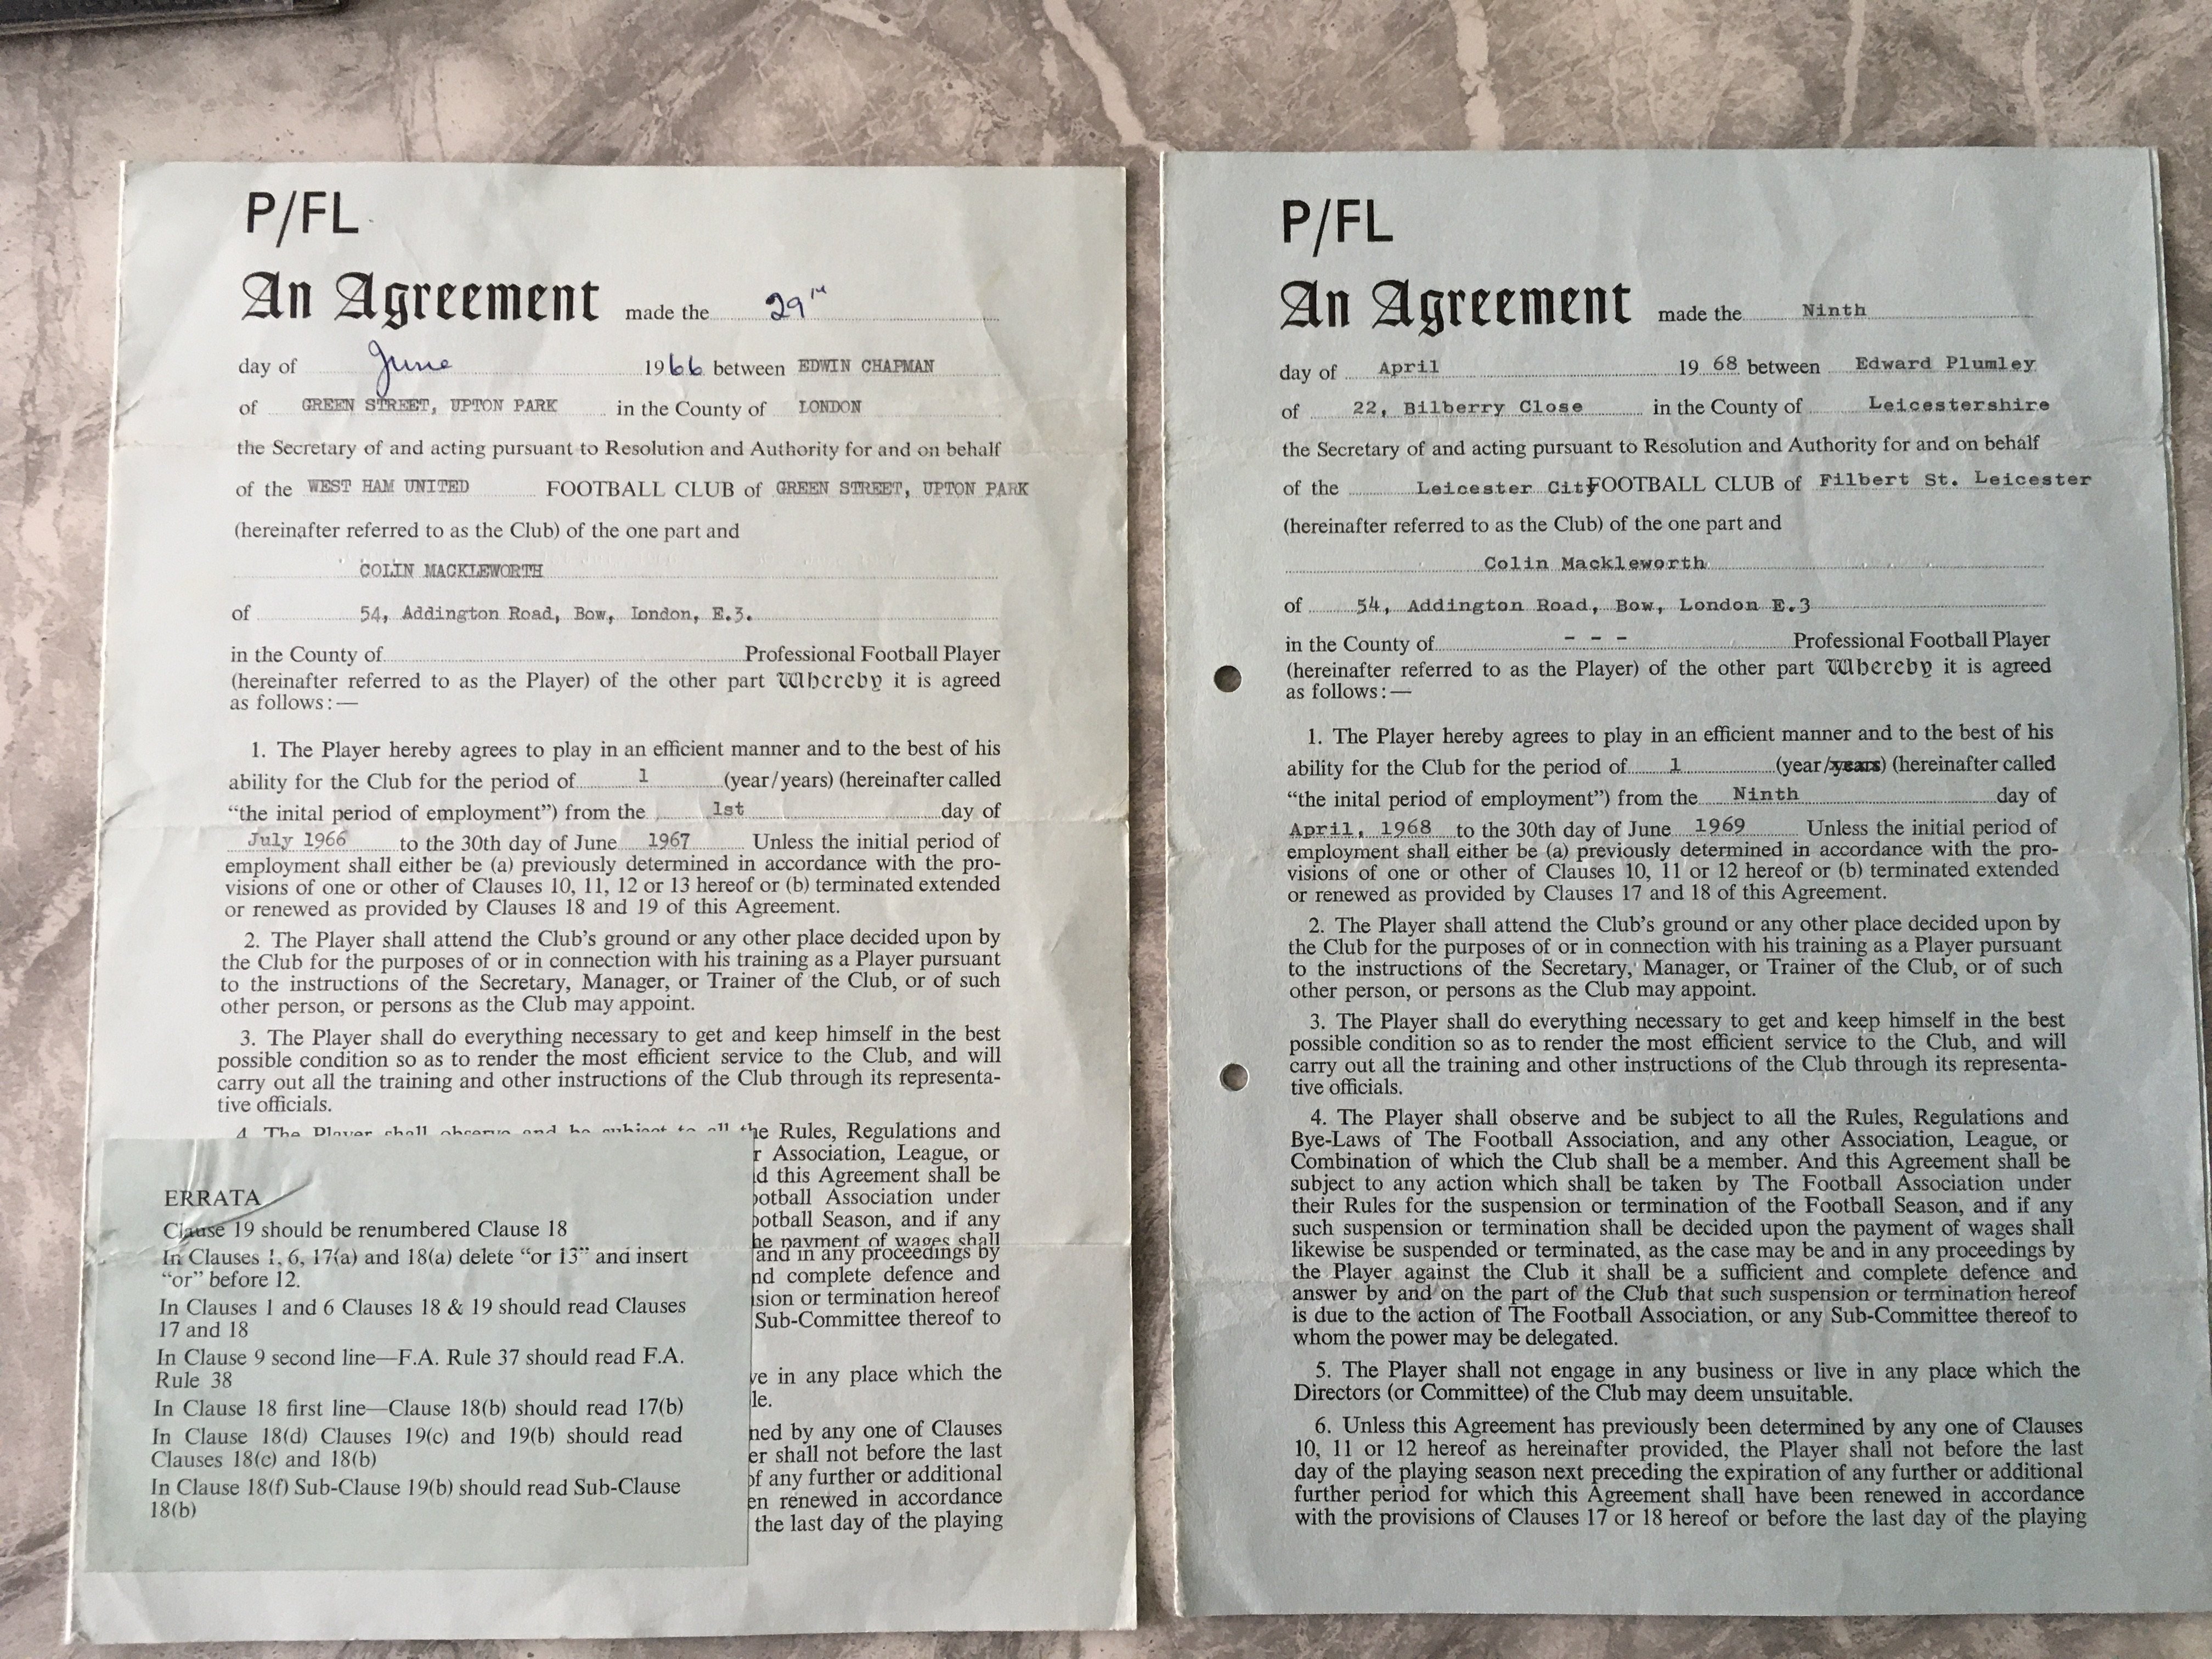 P/FL
An Agreement made the 29th
day of June 1966 between EDWIN CHAPMAN
of GREEN STREET, UPTON PARK in the County of LONDON
the Secretary of and acting pursuant to Resolution and Authority for and on behalf
of the WEST HAM UNITED FOOTBALL CLUB of GREEN STREET, UPTON PARK
(hereinafter referred to as the Club) of the one part and
COLIN MACKLEWORTH
of 54, Addington Road, Bow, London, E.3.
in the County of Professional Football Player
(hereinafter referred to as the Player) of the other part Whereby it is agreed
as follows:—
1. The Player hereby agrees to play in an efficient manner and to the best of his
ability for the Club for the period of 1 (year/years) (hereinafter called
“the inital period of employment”) from the 1st day of
July 1966 to the 30th day of June 1967 Unless the initial period of
employment shall either be (a) previously determined in accordance with the pro-
visions of one or other of Clauses 10, 11, 12 or 13 hereof or (b) terminated extended
or renewed as provided by Clauses 18 and 19 of this Agreement.
2. The Player shall attend the Club's ground or any other place decided upon by
the Club for the purposes of or in connection with his training as a Player pursuant
to the instructions of the Secretary, Manager, or Trainer of the Club, or of such
other person, or persons as the Club may appoint.
3. The Player shall do everything necessary to get and keep himself in the best
possible condition so as to render the most efficient service to the Club, and will
carry out all the training and other instructions of the Club through its representa-
tive officials.
4. The Player shall observe and be subject to all the Rules, Regulations and
r Association, League, or
d this Agreement shall be
ootball Association under
ootball Season, and if any
he payment of wages shall
and in any proceedings by
nd complete defence and
sion or termination hereof
Sub-Committee thereof to
ve in any place which the
le.
ned by any one of Clauses
er shall not before the last
of any further or additional
en renewed in accordance
the last day of the playing
ERRATA
Clause 19 should be renumbered Clause 18
In Clauses 1, 6, 17(a) and 18(a) delete “or 13” and insert
“or” before 12.
In Clauses 1 and 6 Clauses 18 & 19 should read Clauses
17 and 18
In Clause 9 second line—F.A. Rule 37 should read F.A.
Rule 38
In Clause 18 first line—Clause 18(b) should read 17(b)
In Clause 18(d) Clauses 19(c) and 19(b) should read
Clauses 18(c) and 18(b)
In Clause 18(f) Sub-Clause 19(b) should read Sub-Clause
18(b)
P/FL
An Agreement made the Ninth
day of April 1968 between Edward Plumley
of 22, Bilberry Close in the County of Leicestershire
the Secretary of and acting pursuant to Resolution and Authority for and on behalf
of the Leicester City FOOTBALL CLUB of Filbert St. Leicester
(hereinafter referred to as the Club) of the one part and
Colin Mackleworth
of 54, Addington Road, Bow, London E.3
in the County of - - - Professional Football Player
(hereinafter referred to as the Player) of the other part Whereby it is agreed
as follows:—
1. The Player hereby agrees to play in an efficient manner and to the best of his
ability for the Club for the period of 1 (year/years) (hereinafter called
“the inital period of employment”) from the Ninth day of
April, 1968 to the 30th day of June 1969 Unless the initial period of
employment shall either be (a) previously determined in accordance with the pro-
visions of one or other of Clauses 10, 11 or 12 hereof or (b) terminated extended
or renewed as provided by Clauses 17 and 18 of this Agreement.
2. The Player shall attend the Club's ground or any other place decided upon by
the Club for the purposes of or in connection with his training as a Player pursuant
to the instructions of the Secretary, Manager, or Trainer of the Club, or of such
other person, or persons as the Club may appoint.
3. The Player shall do everything necessary to get and keep himself in the best
possible condition so as to render the most efficient service to the Club, and will
carry out all the training and other instructions of the Club through its representa-
tive officials.
4. The Player shall observe and be subject to all the Rules, Regulations and
Bye-Laws of The Football Association, and any other Association, League, or
Combination of which the Club shall be a member. And this Agreement shall be
subject to any action which shall be taken by The Football Association under
their Rules for the suspension or termination of the Football Season, and if any
such suspension or termination shall be decided upon the payment of wages shall
likewise be suspended or terminated, as the case may be and in any proceedings by
the Player against the Club it shall be a sufficient and complete defence and
answer by and on the part of the Club that such suspension or termination hereof
is due to the action of The Football Association, or any Sub-Committee thereof to
whom the power may be delegated.
5. The Player shall not engage in any business or live in any place which the
Directors (or Committee) of the Club may deem unsuitable.
6. Unless this Agreement has previously been determined by any one of Clauses
10, 11 or 12 hereof as hereinafter provided, the Player shall not before the last
day of the playing season next preceding the expiration of any further or additional
further period for which this Agreement shall have been renewed in accordance
with the provisions of Clauses 17 or 18 hereof or before the last day of the playing